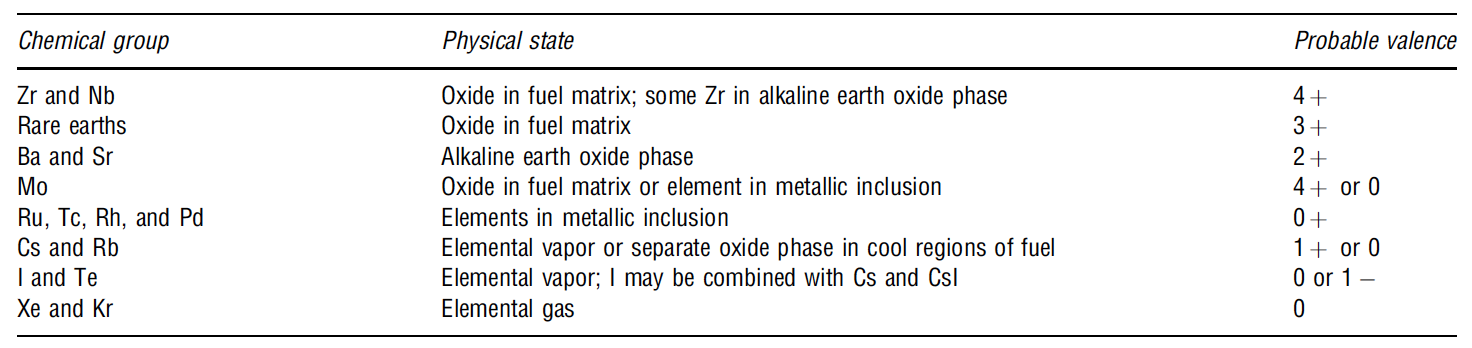 Chemical group Physical state Probable valence
Zr and Nb Oxide in fuel matrix; some Zr in alkaline earth oxide phase 4+
Rare earths Oxide in fuel matrix 3+
Ba and Sr Alkaline earth oxide phase 2+
Mo Oxide in fuel matrix or element in metallic inclusion 4+ or 0
Ru, Tc, Rh, and Pd Elements in metallic inclusion 0+
Cs and Rb Elemental vapor or separate oxide phase in cool regions of fuel 1+ or 0
I and Te Elemental vapor; I may be combined with Cs and CsI 0 or 1−
Xe and Kr Elemental gas 0